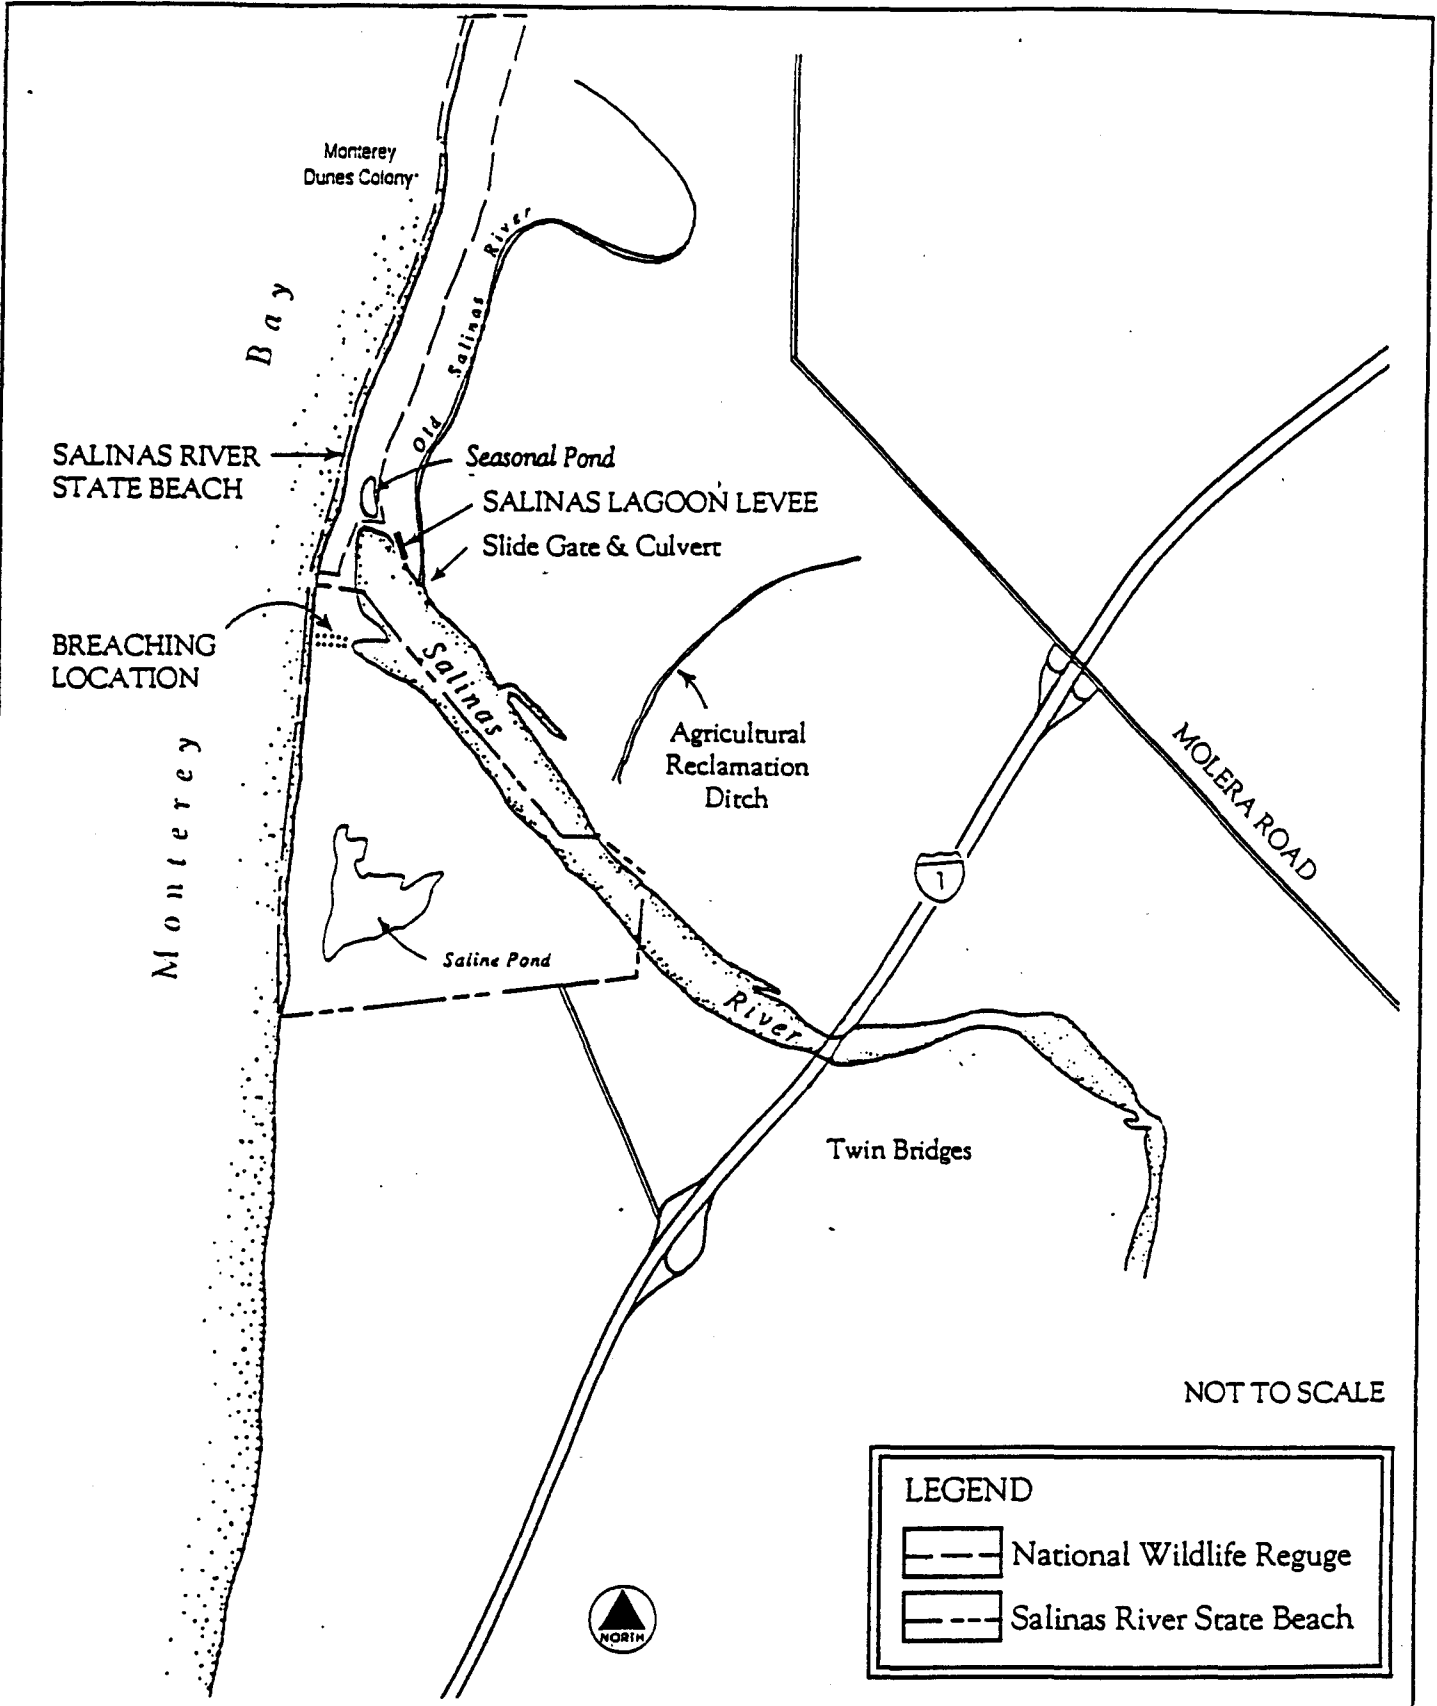 Monterey
Dunes Colony
Bay
Old Salinas River
SALINAS RIVER
STATE BEACH
Seasonal Pond
SALINAS LAGOON LEVEE
Slide Gate & Culvert
BREACHING
LOCATION
Salinas
Agricultural
Reclamation
Ditch
MOLERA ROAD
Monterey
1
Saline Pond
River
Twin Bridges
NOT TO SCALE
LEGEND
National Wildlife Reguge
Salinas River State Beach
NORTH